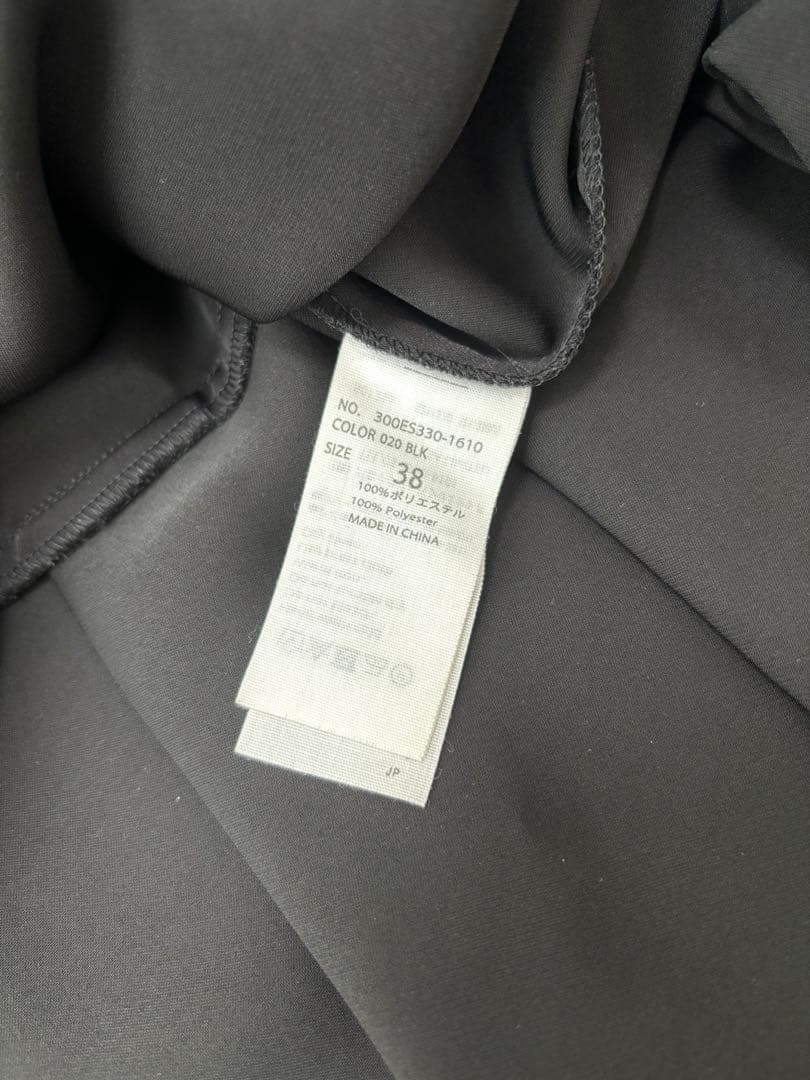 NO. 300ES330-1610
COLOR 020 BLK
SIZE 38
100%ポリエステル
100% Polyester
MADE IN CHINA
JP